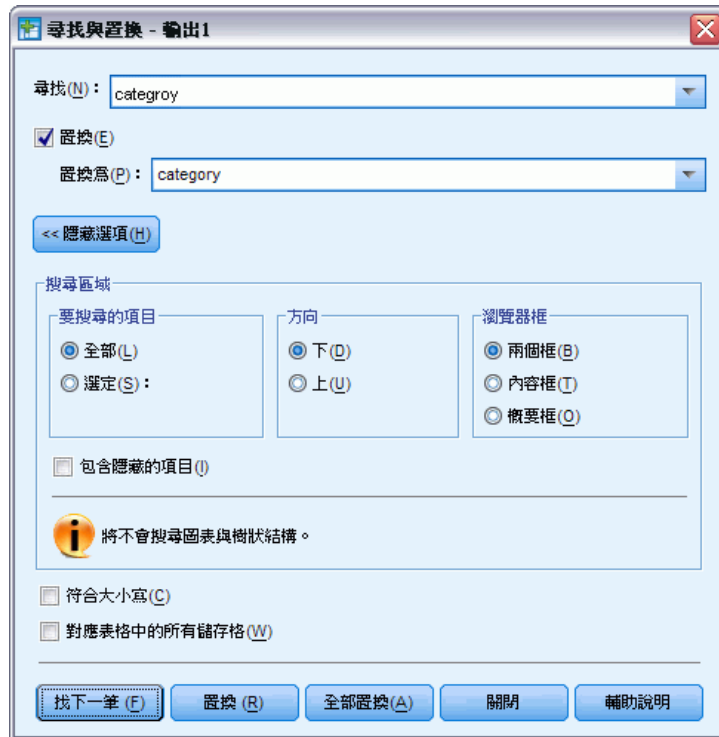 尋找與置換 - 輸出1
尋找(N)： categroy
置換(E)
置換為(P)： category
<< 隱藏選項(H)
搜尋區域
要搜尋的項目
全部(L)
選定(S)：
方向
下(D)
上(U)
瀏覽器框
兩個框(B)
內容框(T)
概要框(O)
包含隱藏的項目(I)
將不會搜尋圖表與樹狀結構。
符合大小寫(C)
對應表格中的所有儲存格(W)
找下一筆 (F) 置換 (R) 全部置換(A) 關閉 輔助說明